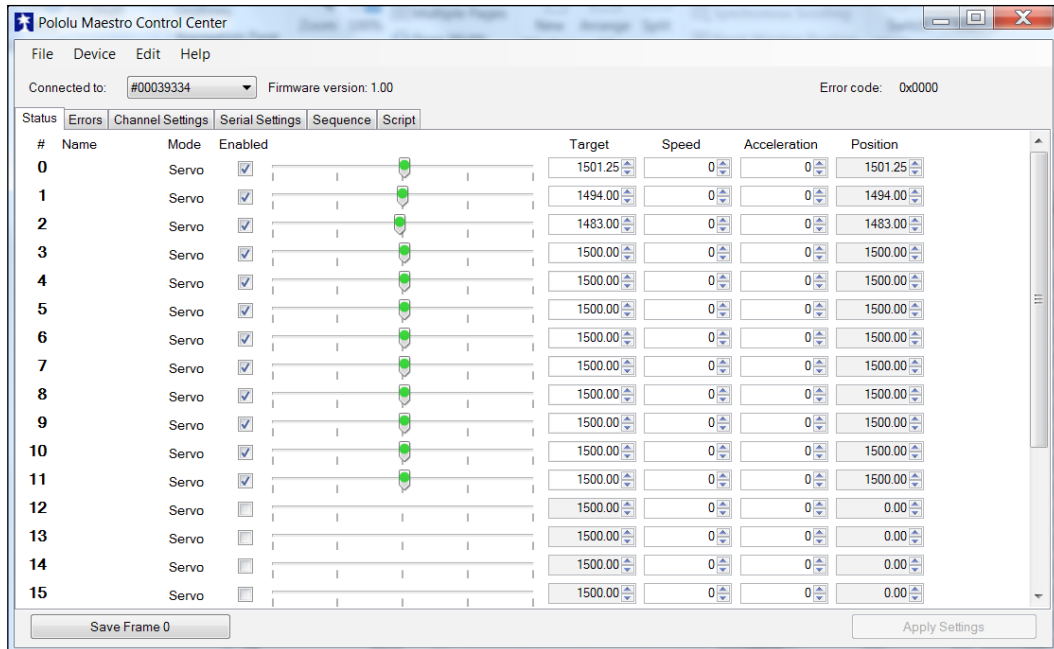 Pololu Maestro Control Center
File Device Edit Help
Connected to: #00039334 Firmware version: 1.00 Error code: 0x0000
Status Errors Channel Settings Serial Settings Sequence Script
# Name Mode Enabled Target Speed Acceleration Position
0 Servo 1501.25 0 0 1501.25
1 Servo 1494.00 0 0 1494.00
2 Servo 1483.00 0 0 1483.00
3 Servo 1500.00 0 0 1500.00
4 Servo 1500.00 0 0 1500.00
5 Servo 1500.00 0 0 1500.00
6 Servo 1500.00 0 0 1500.00
7 Servo 1500.00 0 0 1500.00
8 Servo 1500.00 0 0 1500.00
9 Servo 1500.00 0 0 1500.00
10 Servo 1500.00 0 0 1500.00
11 Servo 1500.00 0 0 1500.00
12 Servo 1500.00 0 0 0.00
13 Servo 1500.00 0 0 0.00
14 Servo 1500.00 0 0 0.00
15 Servo 1500.00 0 0 0.00
Save Frame 0 Apply Settings